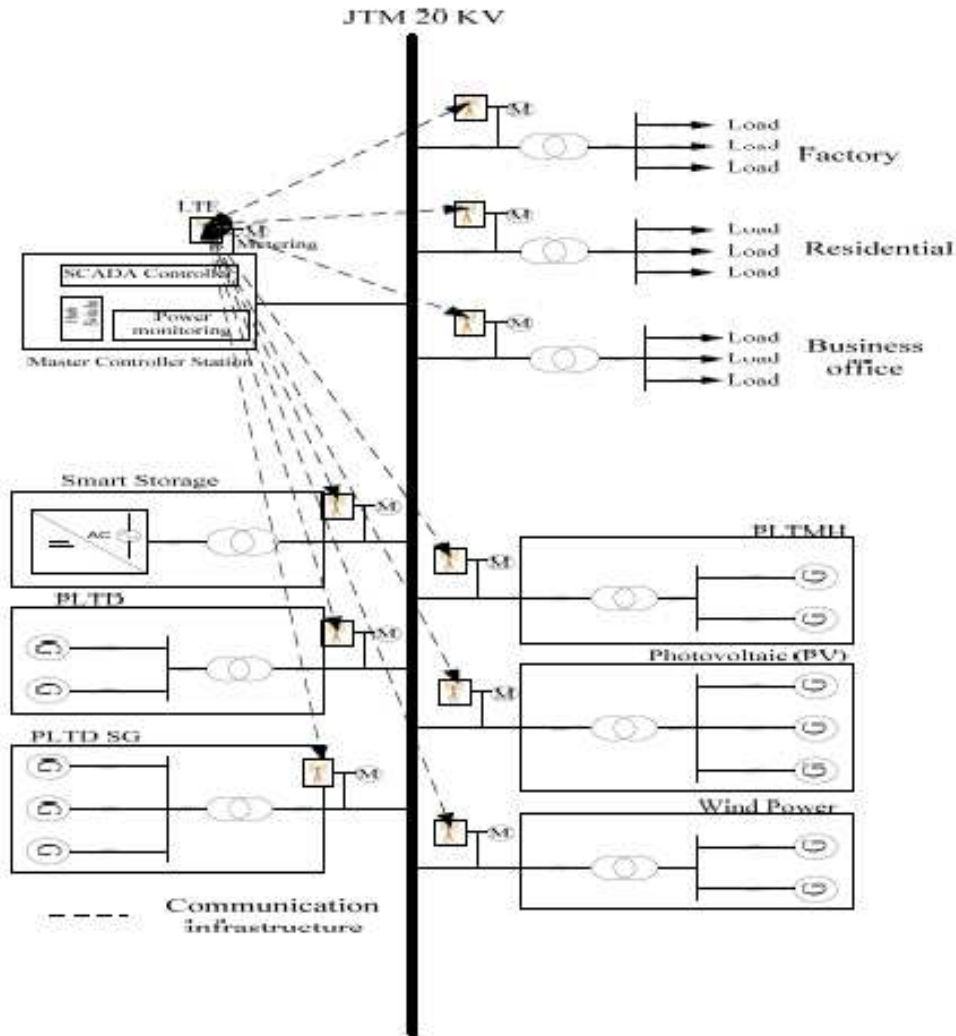 JTM 20 KV
M
Load
Load
Load
Factory
LTE
M
Metering
SCADA Controller
Power
monitoring
Master Controller Station
M
Load
Load
Load
Residential
M
Load
Load
Load
Business
office
Smart Storage
AC
M
PLTD
G
G
M
PLTD SG
G
G
G
M
PLTMH
M
G
G
Photovoltaic (PV)
M
G
G
G
Wind Power
M
G
G
Communication
infrastructure